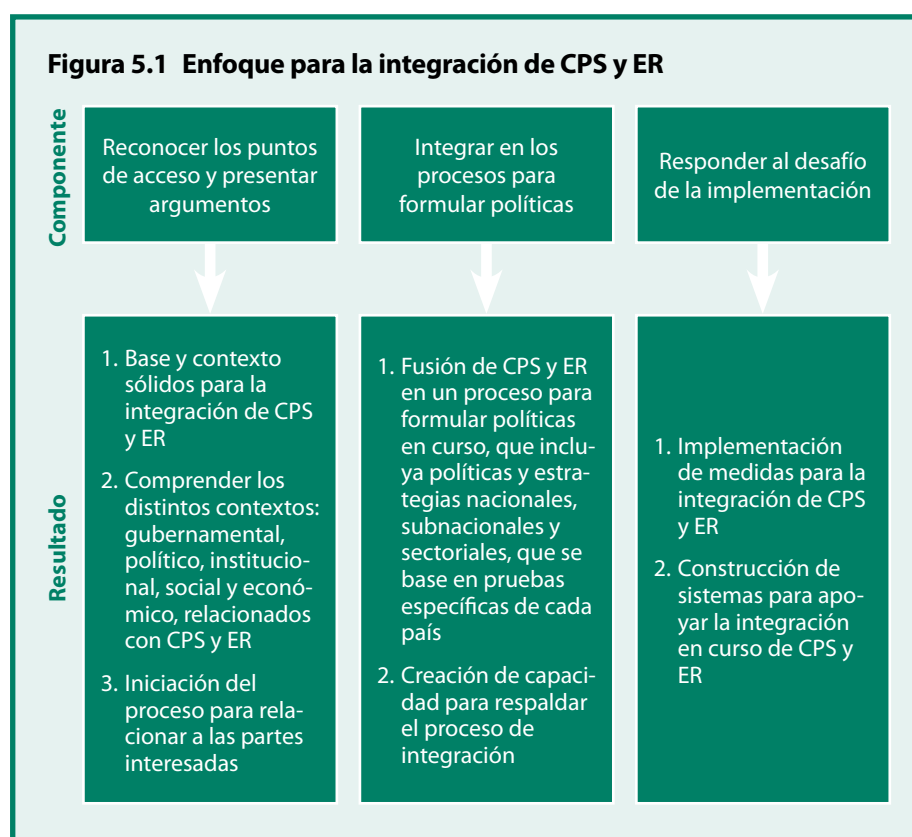 Figura 5.1 Enfoque para la integración de CPS y ER
Componente
Reconocer los puntos
de acceso y presentar
argumentos
Integrar en los
procesos para
formular políticas
Responder al desafío
de la implementación
Resultado
1. Base y contexto
sólidos para la
integración de CPS
y ER
2. Comprender los
distintos contextos:
gubernamental,
político, institucio-
nal, social y econó-
mico, relacionados
con CPS y ER
3. Iniciación del
proceso para rela-
cionar a las partes
interesadas
1. Fusión de CPS y ER
en un proceso para
formular políticas
en curso, que inclu-
ya políticas y estra-
tegias nacionales,
subnacionales y
sectoriales, que se
base en pruebas
específicas de cada
país
2. Creación de capaci-
dad para respaldar
el proceso de
integración
1. Implementación
de medidas para la
integración de CPS
y ER
2. Construcción de
sistemas para apo-
yar la integración
en curso de CPS y
ER